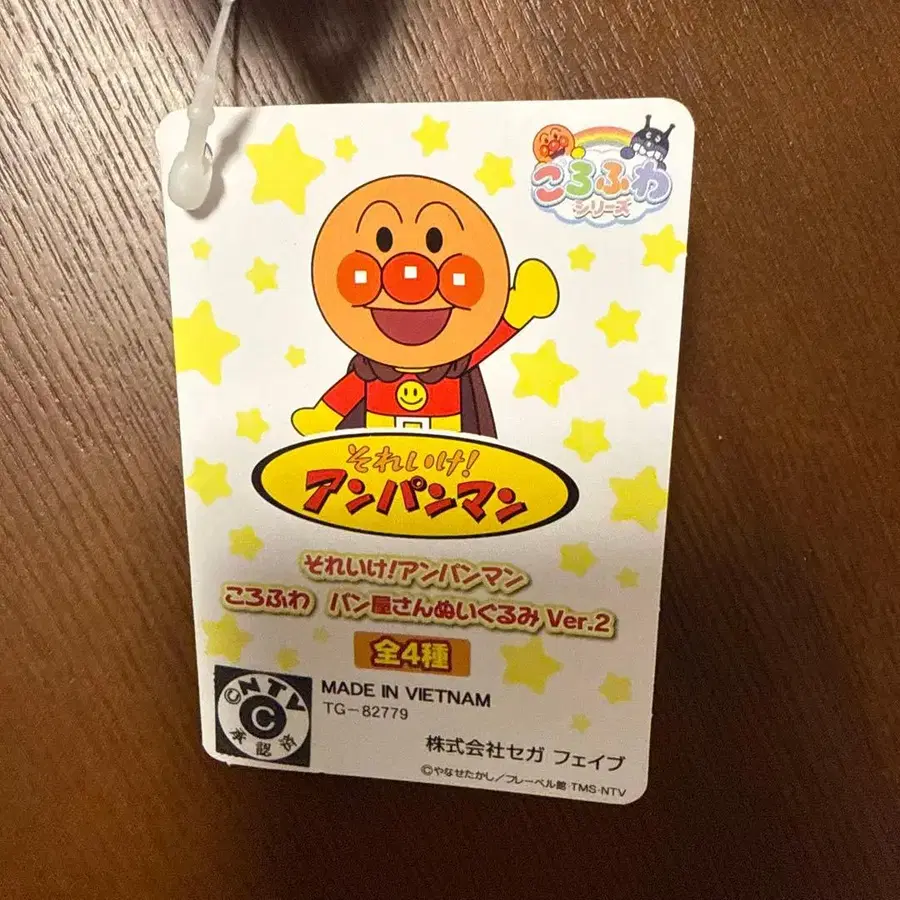 ころふわ
シリーズ
それいけ!
アンパンマン
それいけ!アンパンマン
ころふわ パン屋さんぬいぐるみ Ver.2
全4種
©NTV
C
承認済
MADE IN VIETNAM
TG-82779
株式会社セガ フェイブ
©やなせたかし/フレーベル館・TMS・NTV